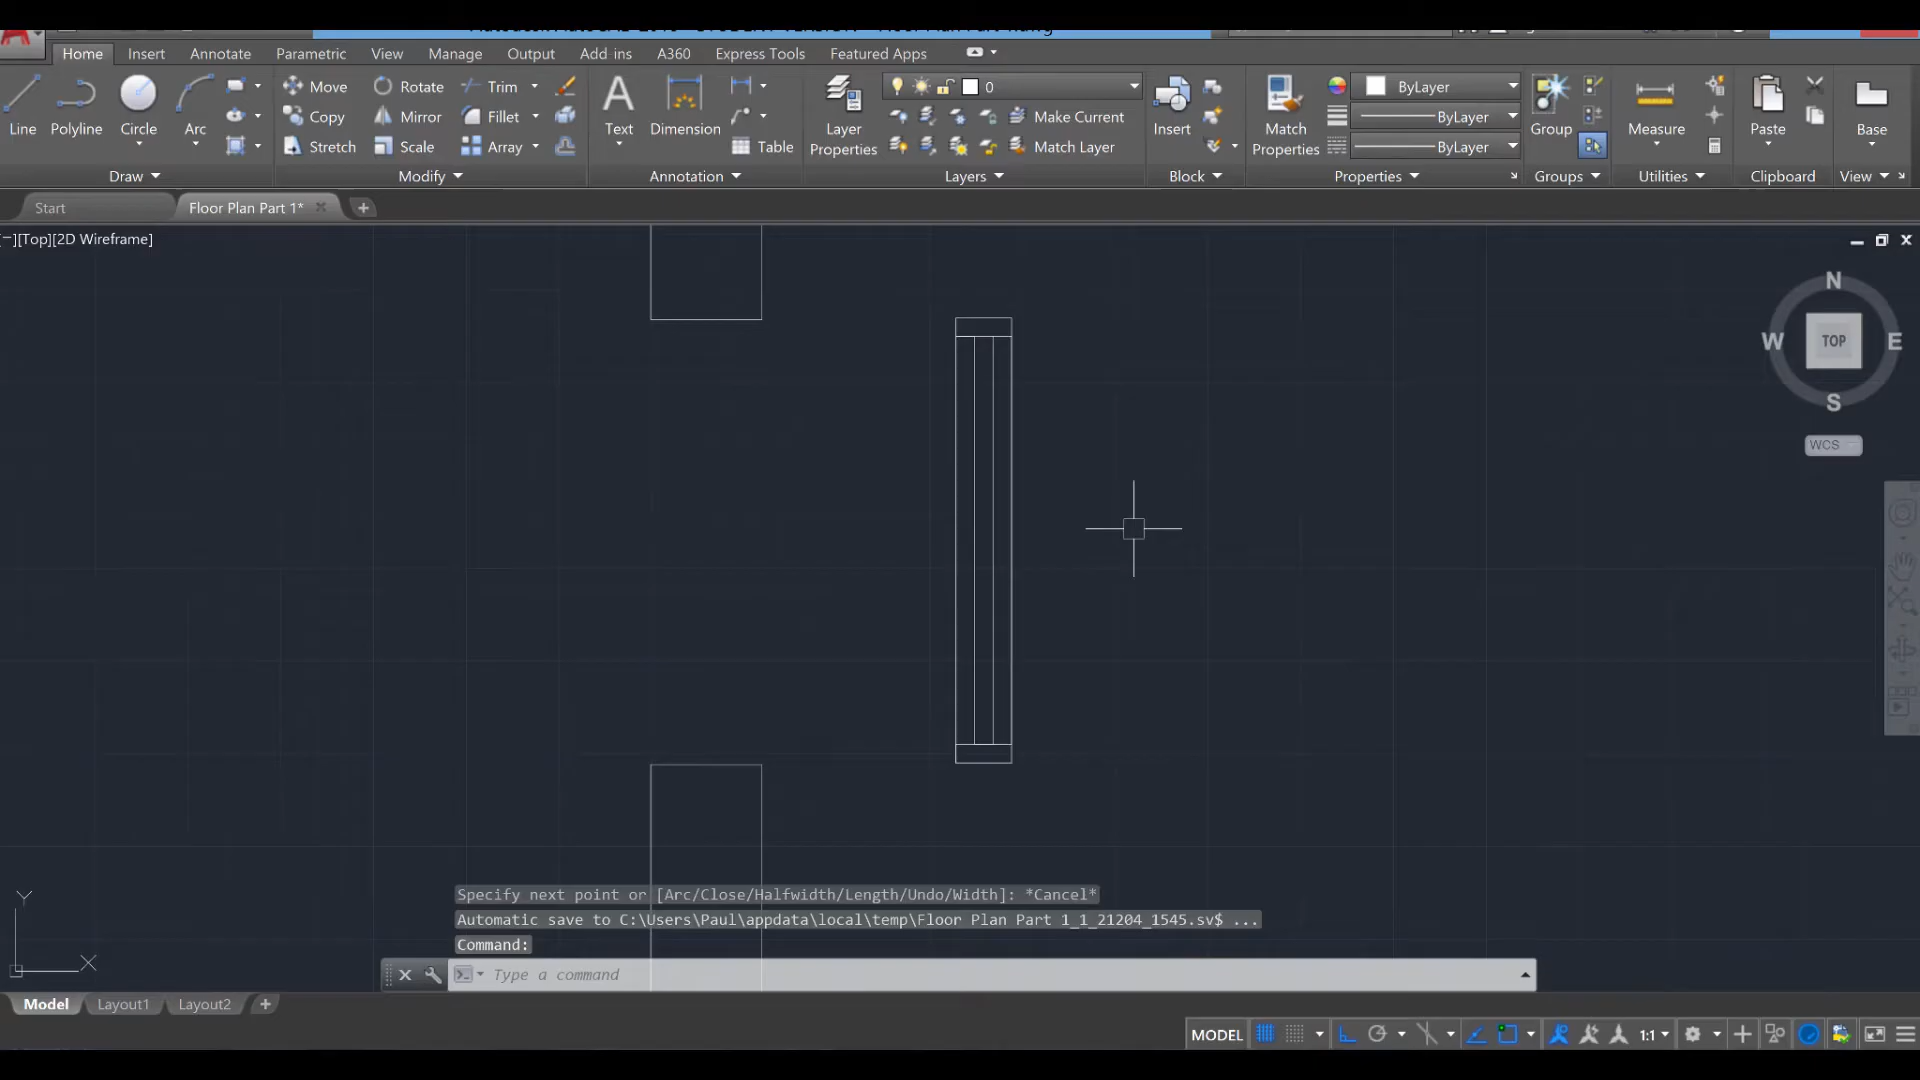 Home Insert Annotate Parametric View Manage Output Add-ins A360 Express Tools Featured Apps
Move Rotate Trim 0 ByLayer
Line Polyline Circle Arc Copy Mirror Fillet Text Dimension Layer Properties Make Current Insert Match Properties ByLayer Group Measure Paste Base
Stretch Scale Array Table Match Layer ByLayer
Draw Modify Annotation Layers Block Properties Groups Utilities Clipboard View
Start Floor Plan Part 1* +
[−][Top][2D Wireframe]
N
W TOP E
S
WCS
Specify next point or [Arc/Close/Halfwidth/Length/Undo/Width]: *Cancel*
Automatic save to C:\Users\Paul\appdata\local\temp\Floor Plan Part 1_1_21204_1545.sv$ ...
Command:
Y
X
Type a command
Model Layout1 Layout2 +
MODEL 1:1